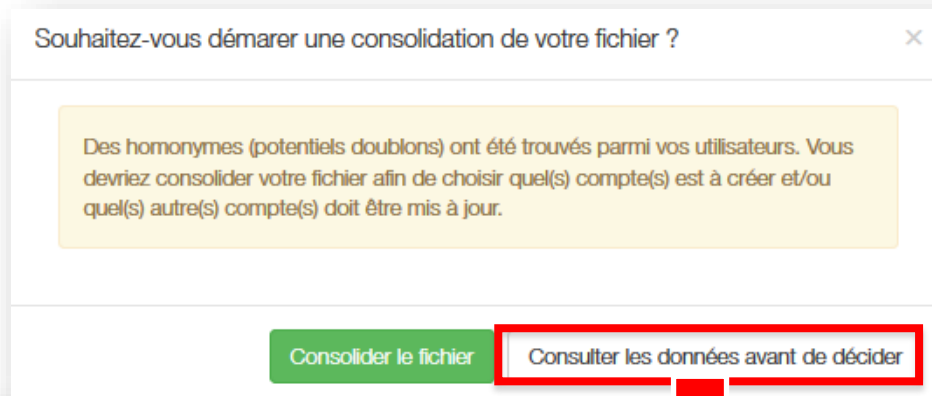 Souhaitez-vous démarer une consolidation de votre fichier ? ×
Des homonymes (potentiels doublons) ont été trouvés parmi vos utilisateurs. Vous
devriez consolider votre fichier afin de choisir quel(s) compte(s) est à créer et/ou
quel(s) autre(s) compte(s) doit être mis à jour.
Consolider le fichier Consulter les données avant de décider